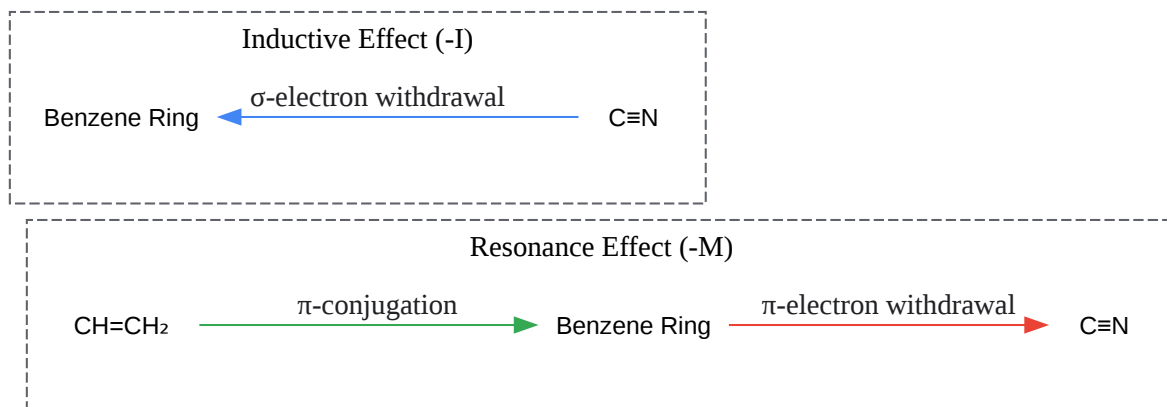 Inductive Effect (-I)
σ-electron withdrawal
Benzene Ring
C≡N
Resonance Effect (-M)
π-conjugation
π-electron withdrawal
CH=CH₂
Benzene Ring
C≡N